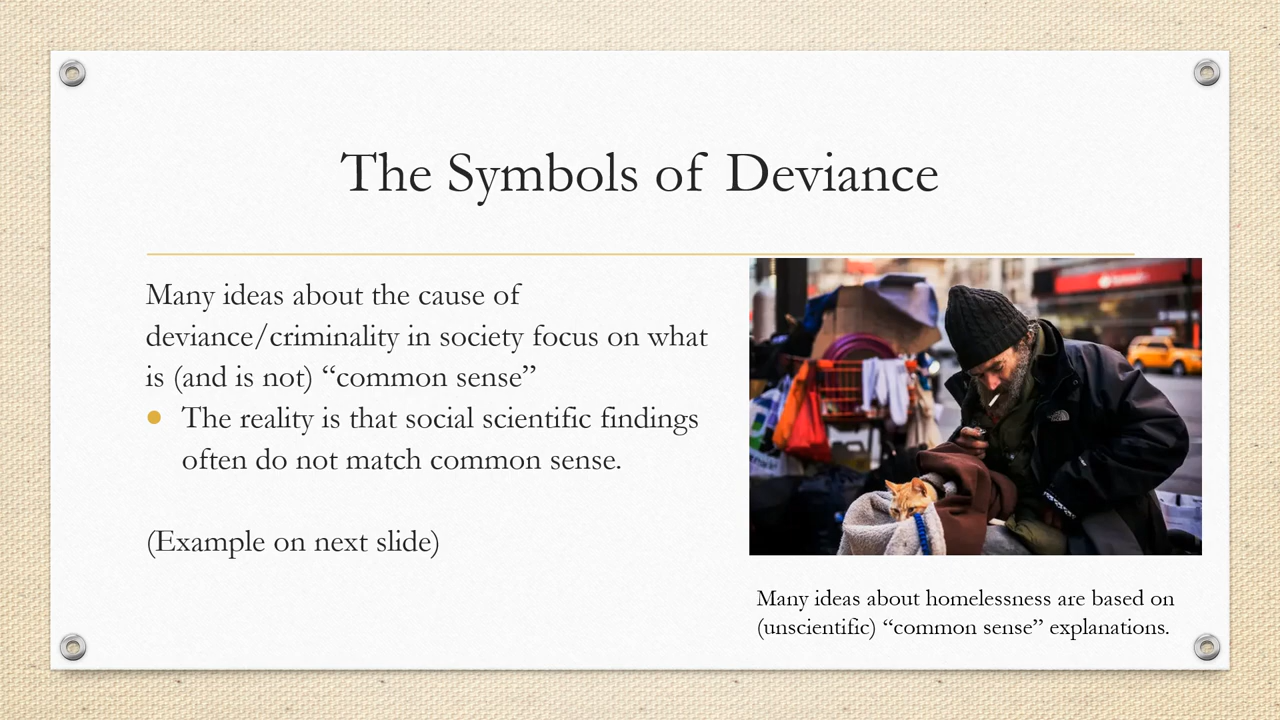 The Symbols of Deviance
Many ideas about the cause of
deviance/criminality in society focus on what
is (and is not) “common sense”
The reality is that social scientific findings
often do not match common sense.
(Example on next slide)
Many ideas about homelessness are based on
(unscientific) “common sense” explanations.